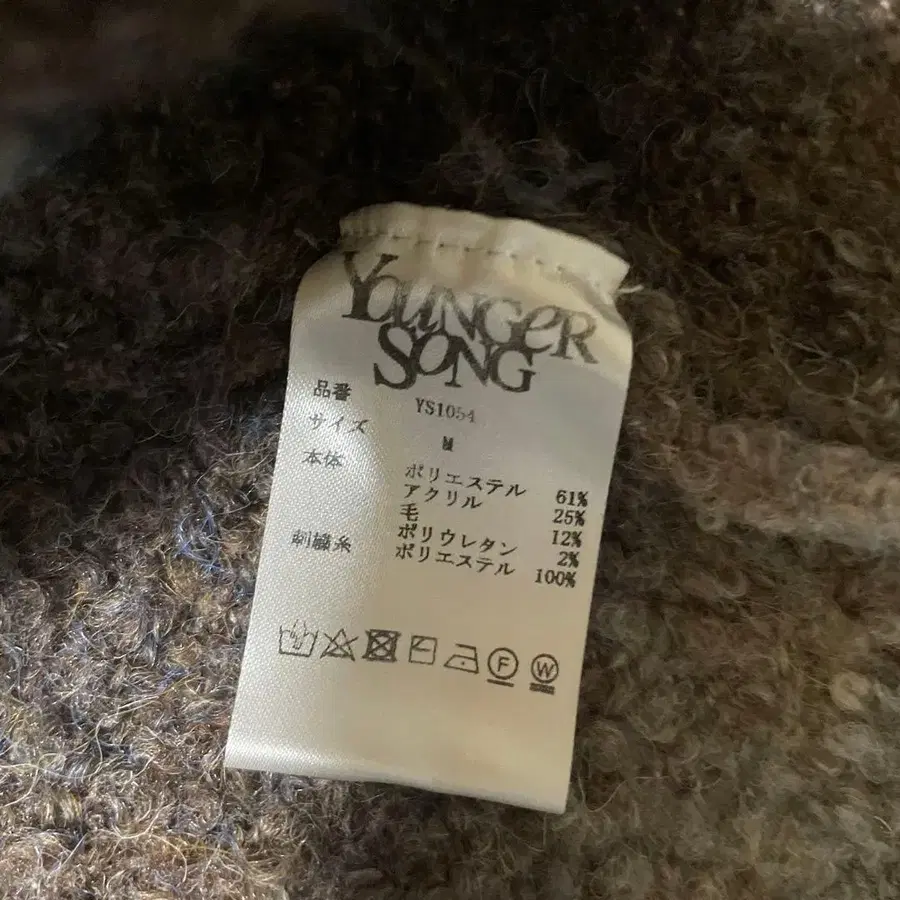 YOUNGER
SONG
品番 YS1054
サイズ M
本体 ポリエステル 61%
アクリル 25%
毛 12%
ポリウレタン 2%
刺繍糸 ポリエステル 100%
F W